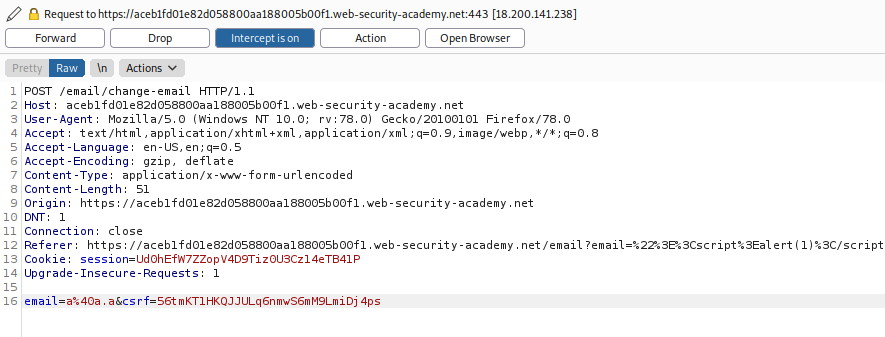 Request to https://aceb1fd01e82d058800aa188005b00f1.web-security-academy.net:443 [18.200.141.238]
Forward Drop Intercept is on Action Open Browser
Pretty Raw \n Actions
1 POST /email/change-email HTTP/1.1
2 Host: aceb1fd01e82d058800aa188005b00f1.web-security-academy.net
3 User-Agent: Mozilla/5.0 (Windows NT 10.0; rv:78.0) Gecko/20100101 Firefox/78.0
4 Accept: text/html,application/xhtml+xml,application/xml;q=0.9,image/webp,*/*;q=0.8
5 Accept-Language: en-US,en;q=0.5
6 Accept-Encoding: gzip, deflate
7 Content-Type: application/x-www-form-urlencoded
8 Content-Length: 51
9 Origin: https://aceb1fd01e82d058800aa188005b00f1.web-security-academy.net
10 DNT: 1
11 Connection: close
12 Referer: https://aceb1fd01e82d058800aa188005b00f1.web-security-academy.net/email?email=%22%3E%3Cscript%3Ealert(1)%3C/script
13 Cookie: session=Ud0hEfW7ZZopV4D9Tiz0U3Czl4eTB41P
14 Upgrade-Insecure-Requests: 1
15
16 email=a%40a.a&csrf=56tmKT1HKQJJULq6nmwS6mM9LmiDj4ps